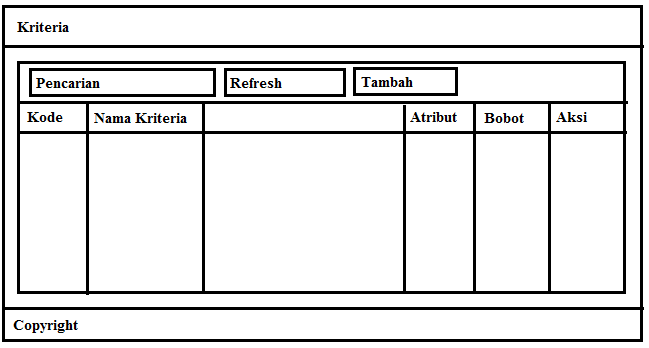 Kriteria
Pencarian Refresh Tambah
Kode Nama Kriteria Atribut Bobot Aksi
Copyright